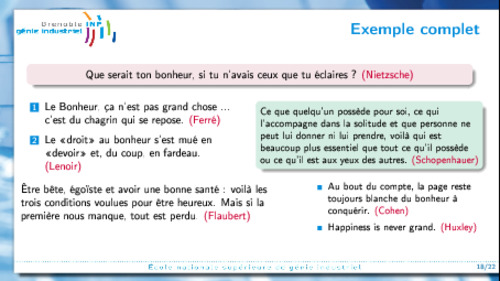 Grenoble INP
génie industriel
Exemple complet
Que serait ton bonheur, si tu n'avais ceux que tu éclaires ? (Nietzsche)
1 Le Bonheur, ça n'est pas grand chose ...
c'est du chagrin qui se repose. (Ferré)
2 Le «droit» au bonheur s'est mué en
«devoir» et, du coup, en fardeau.
(Lenoir)
Être bête, égoïste et avoir une bonne santé : voilà les
trois conditions voulues pour être heureux. Mais si la
première nous manque, tout est perdu. (Flaubert)
Ce que quelqu'un possède pour soi, ce qui
l'accompagne dans la solitude et que personne ne
peut lui donner ni lui prendre, voilà qui est
beaucoup plus essentiel que tout ce qu'il possède
ou ce qu'il est aux yeux des autres. (Schopenhauer)
Au bout du compte, la page reste
toujours blanche du bonheur à
conquérir. (Cohen)
Happiness is never grand. (Huxley)
École nationale supérieure de génie industriel
18/22